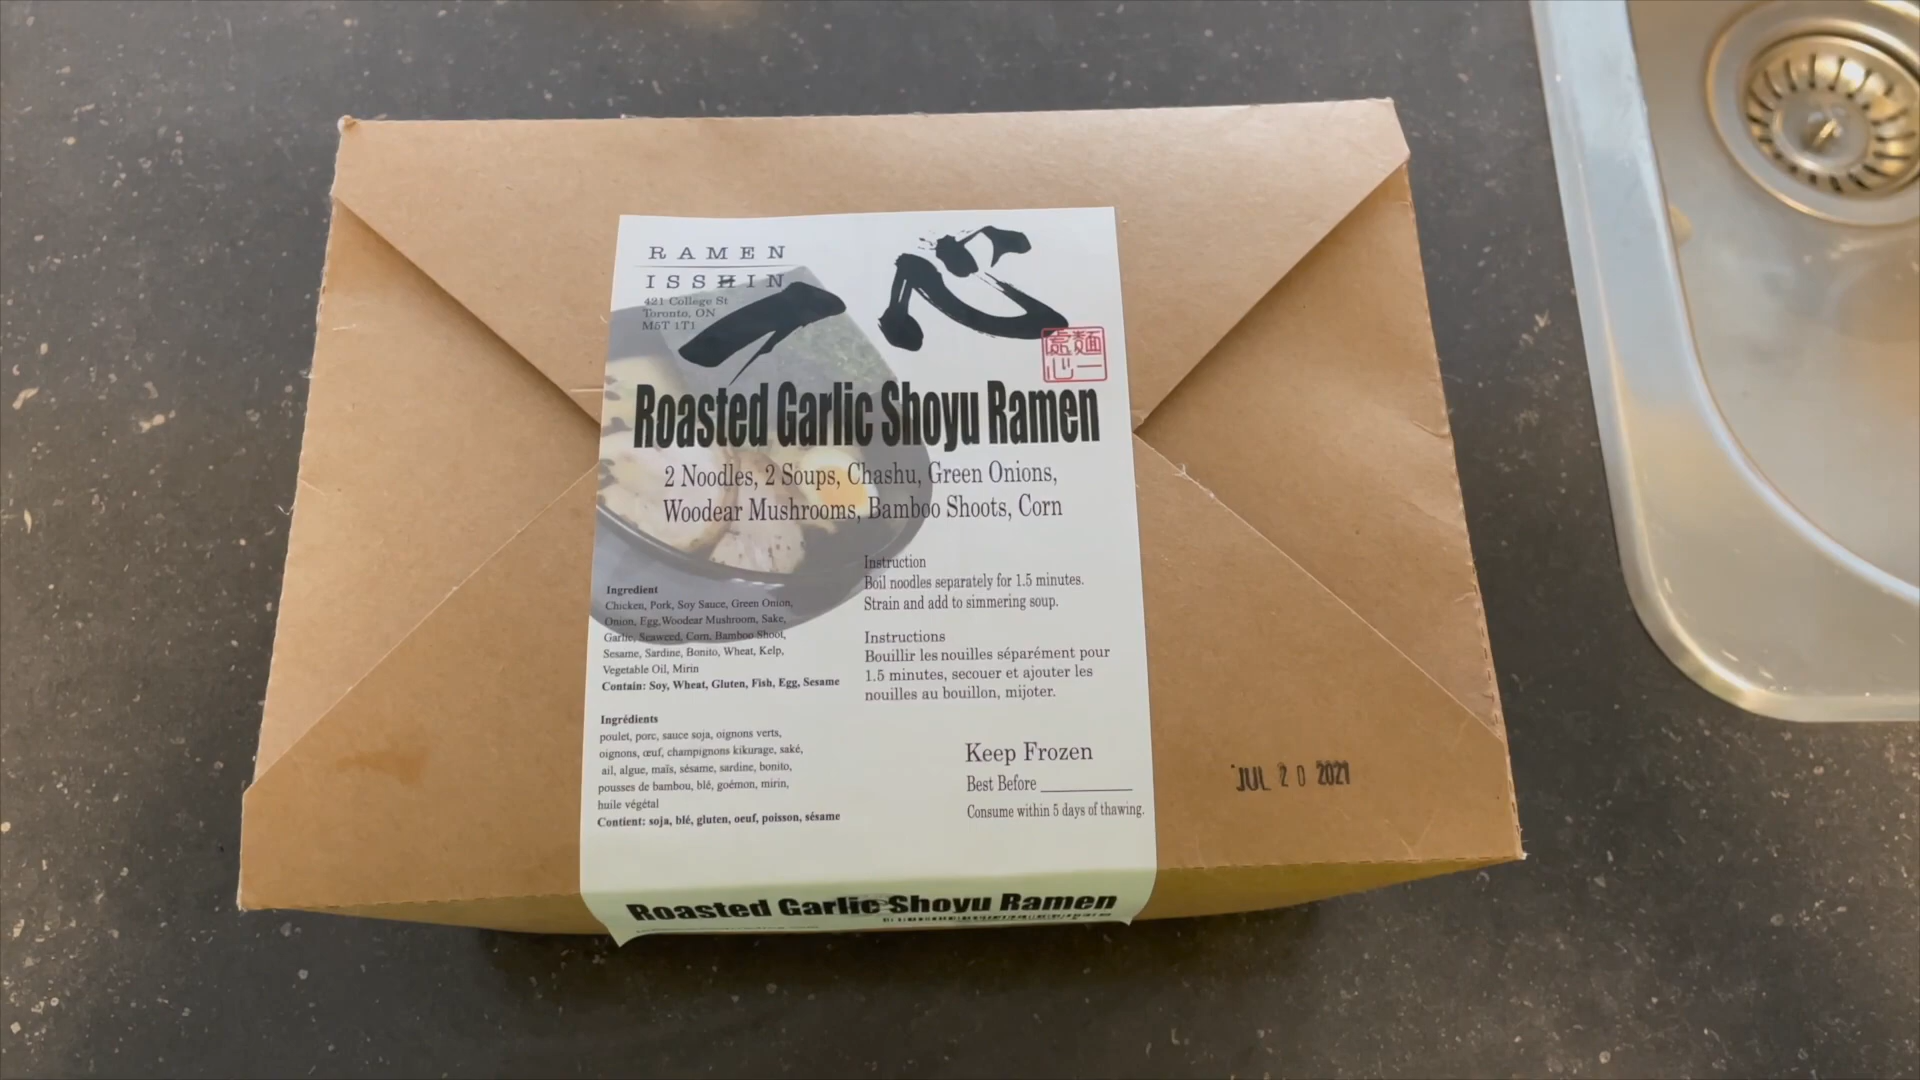 RAMEN
ISSHIN
421 College St
Toronto, ON
M5T 1T1
一心
麺一
處心
Roasted Garlic Shoyu Ramen
2 Noodles, 2 Soups, Chashu, Green Onions,
Woodear Mushrooms, Bamboo Shoots, Corn
Ingredient
Chicken, Pork, Soy Sauce, Green Onion,
Onion, Egg, Woodear Mushroom, Sake,
Garlic, Seaweed, Corn, Bamboo Shoot,
Sesame, Sardine, Bonito, Wheat, Kelp,
Vegetable Oil, Mirin
Contain: Soy, Wheat, Gluten, Fish, Egg, Sesame
Ingrédients
poulet, porc, sauce soja, oignons verts,
oignons, œuf, champignons kikurage, saké,
ail, algue, maïs, sésame, sardine, bonito,
pousses de bambou, blé, goémon, mirin,
huile végétal
Contient: soja, blé, gluten, oeuf, poisson, sésame
Instruction
Boil noodles separately for 1.5 minutes.
Strain and add to simmering soup.
Instructions
Bouillir les nouilles séparément pour
1.5 minutes, secouer et ajouter les
nouilles au bouillon, mijoter.
Keep Frozen
Best Before
Consume within 5 days of thawing.
JUL 20 2021
Roasted Garlic Shoyu Ramen